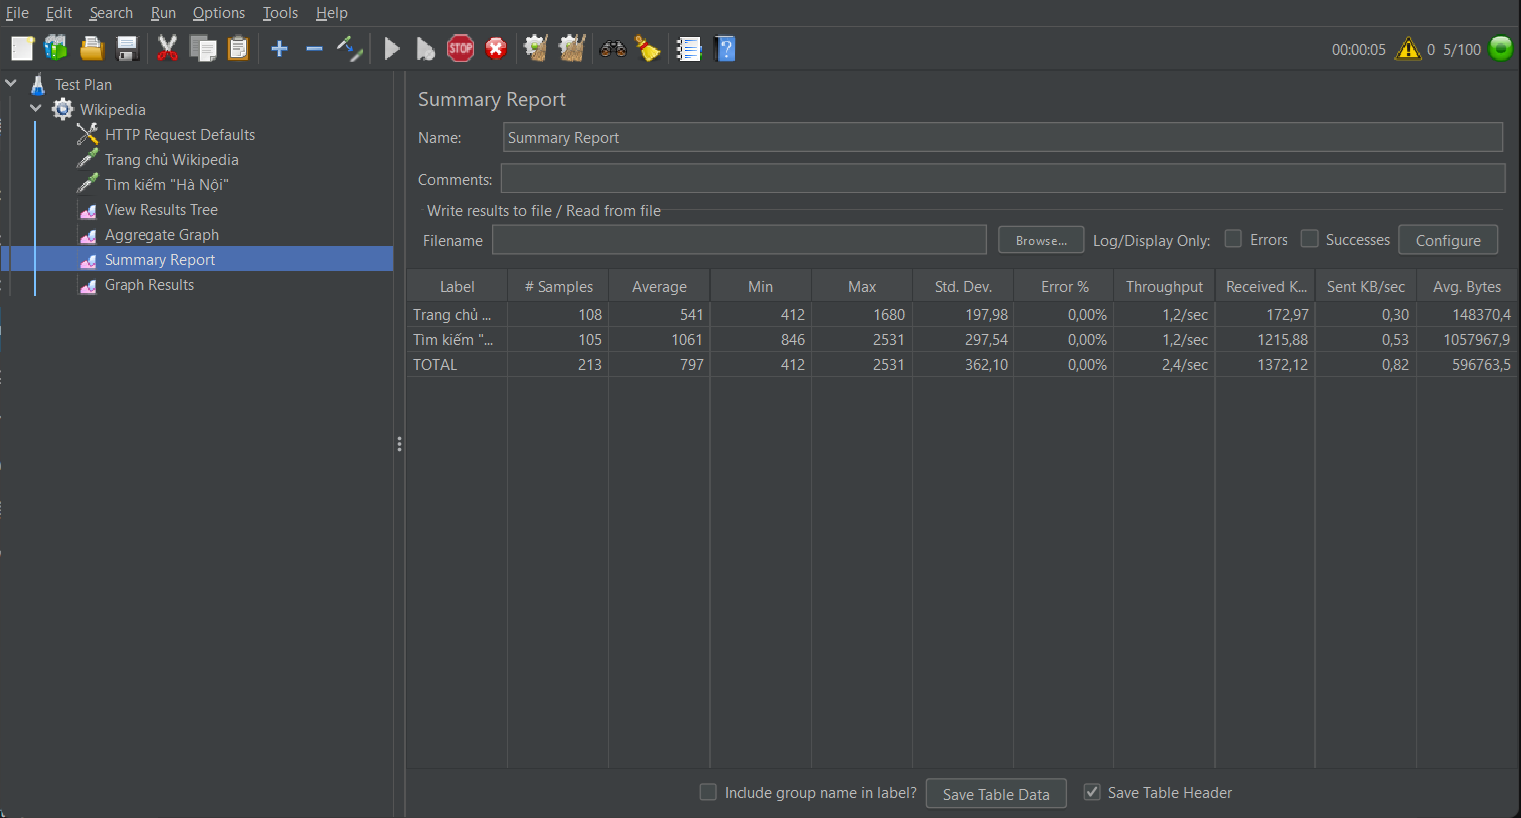 File Edit Search Run Options Tools Help
STOP 00:00:05 0 5/100
Test Plan
Wikipedia
HTTP Request Defaults
Trang chủ Wikipedia
Tìm kiếm "Hà Nội"
View Results Tree
Aggregate Graph
Summary Report
Graph Results
Summary Report
Name: Summary Report
Comments:
Write results to file / Read from file
Filename Browse... Log/Display Only: Errors Successes Configure
Label # Samples Average Min Max Std. Dev. Error % Throughput Received K... Sent KB/sec Avg. Bytes
Trang chủ ... 108 541 412 1680 197,98 0,00% 1,2/sec 172,97 0,30 148370,4
Tìm kiếm "... 105 1061 846 2531 297,54 0,00% 1,2/sec 1215,88 0,53 1057967,9
TOTAL 213 797 412 2531 362,10 0,00% 2,4/sec 1372,12 0,82 596763,5
Include group name in label? Save Table Data Save Table Header